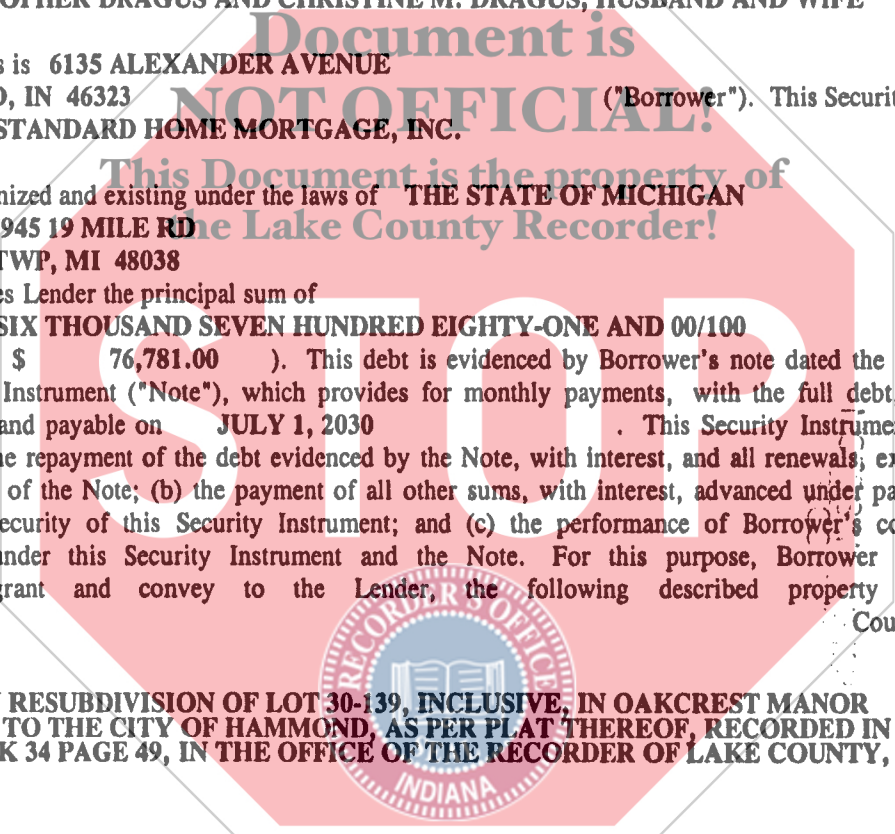 OTHER DRAGUS AND CHRISTINE M. DRAGUS, HUSBAND AND WIFE
Document is
s is 6135 ALEXANDER AVENUE
D, IN 46323 ("Borrower"). This Securit
NOT OFFICIAL!
STANDARD HOME MORTGAGE, INC.
This Document is the property of
nized and existing under the laws of THE STATE OF MICHIGAN
945 19 MILE RD
the Lake County Recorder!
TWP, MI 48038
es Lender the principal sum of
SIX THOUSAND SEVEN HUNDRED EIGHTY-ONE AND 00/100
$ 76,781.00 ). This debt is evidenced by Borrower's note dated the
Instrument ("Note"), which provides for monthly payments, with the full debt,
and payable on JULY 1, 2030 . This Security Instrume
he repayment of the debt evidenced by the Note, with interest, and all renewals, ex
of the Note; (b) the payment of all other sums, with interest, advanced under pa
ecurity of this Security Instrument; and (c) the performance of Borrower's co
under this Security Instrument and the Note. For this purpose, Borrower
grant and convey to the Lender, the following described property
Cou
STOP
RECORDER'S OFFICE
RESUBDIVISION OF LOT 30-139, INCLUSIVE, IN OAKCREST MANOR
TO THE CITY OF HAMMOND, AS PER PLAT THEREOF, RECORDED IN
K 34 PAGE 49, IN THE OFFICE OF THE RECORDER OF LAKE COUNTY,
INDIANA